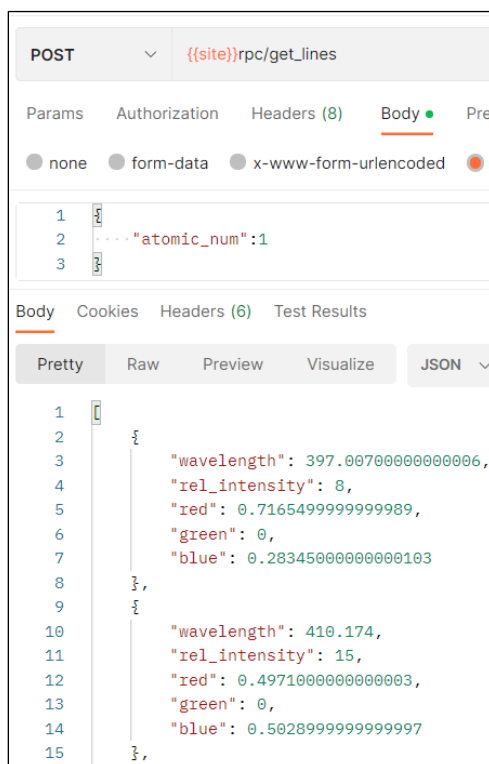 POST {{site}}rpc/get_lines
Params Authorization Headers (8) Body Pre
none form-data x-www-form-urlencoded
1 {
2 ····"atomic_num":1
3 }
Body Cookies Headers (6) Test Results
Pretty Raw Preview Visualize JSON
1 [
2 {
3 "wavelength": 397.00700000000006,
4 "rel_intensity": 8,
5 "red": 0.7165499999999989,
6 "green": 0,
7 "blue": 0.28345000000000103
8 },
9 {
10 "wavelength": 410.174,
11 "rel_intensity": 15,
12 "red": 0.4971000000000003,
13 "green": 0,
14 "blue": 0.5028999999999997
15 },